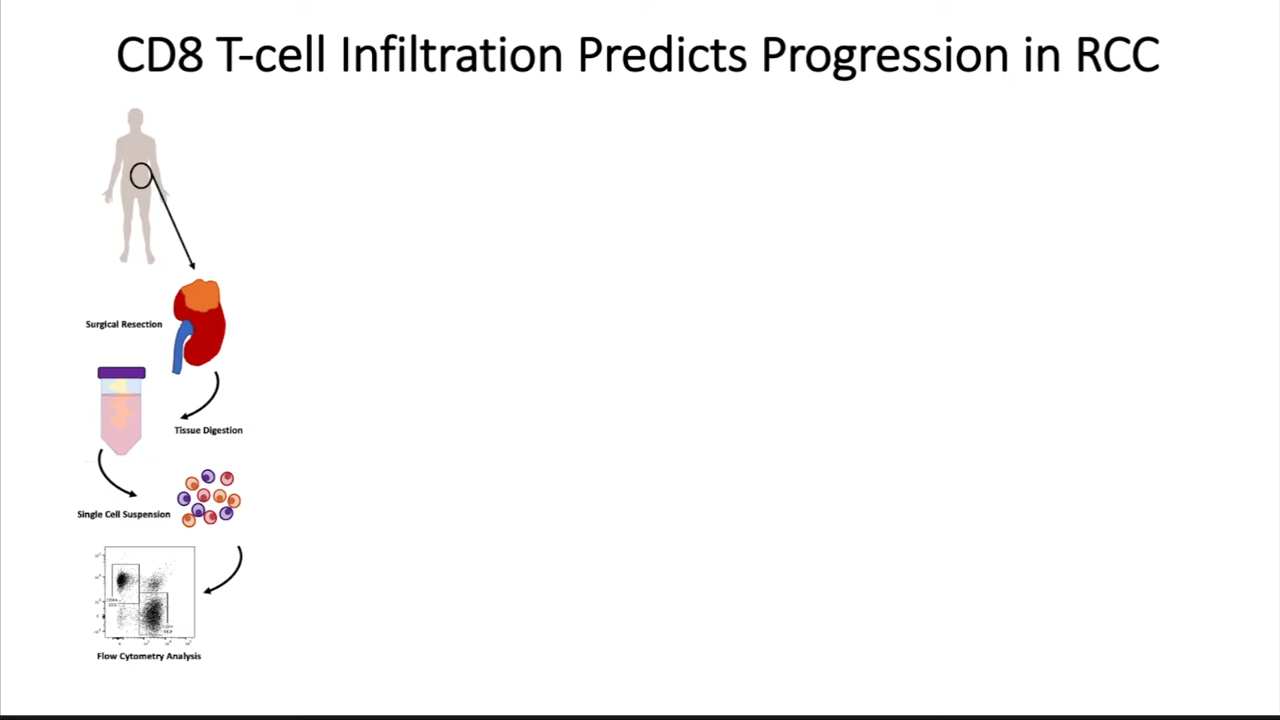 CD8 T-cell Infiltration Predicts Progression in RCC
Surgical Resection
Tissue Digestion
Single Cell Suspension
Flow Cytometry Analysis